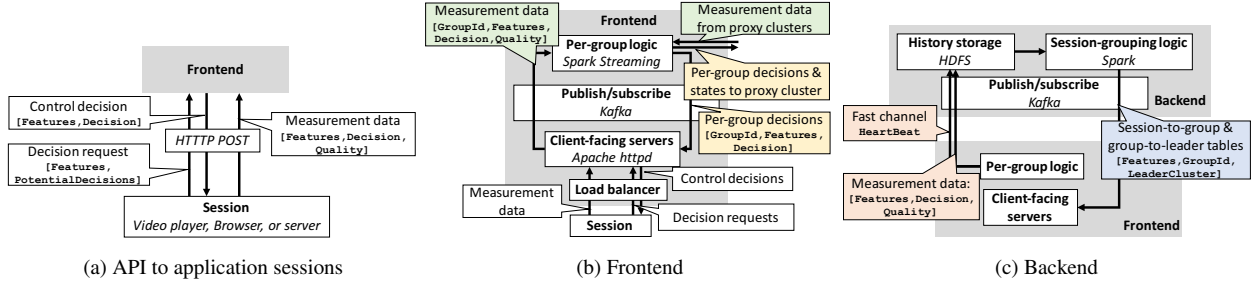 Frontend
Control decision
[Features,Decision]
HTTTP POST
Measurement data
[Features,Decision,
Quality]
Decision request
[Features,
PotentialDecisions]
Session
Video player, Browser, or server
(a) API to application sessions
Measurement data
[GroupId,Features,
Decision,Quality]
Frontend
Measurement data
from proxy clusters
Per-group logic
Spark Streaming
Per-group decisions &
states to proxy cluster
Publish/subscribe
Kafka
Per-group decisions
[GroupId,Features,
Decision]
Client-facing servers
Apache httpd
Control decisions
Load balancer
Measurement
data
Decision requests
Session
(b) Frontend
History storage
HDFS
Session-grouping logic
Spark
Publish/subscribe
Kafka
Backend
Fast channel
HeartBeat
Session-to-group &
group-to-leader tables
[Features,GroupId,
LeaderCluster]
Per-group logic
Measurement data:
[Features,Decision,
Quality]
Client-facing
servers
Frontend
(c) Backend